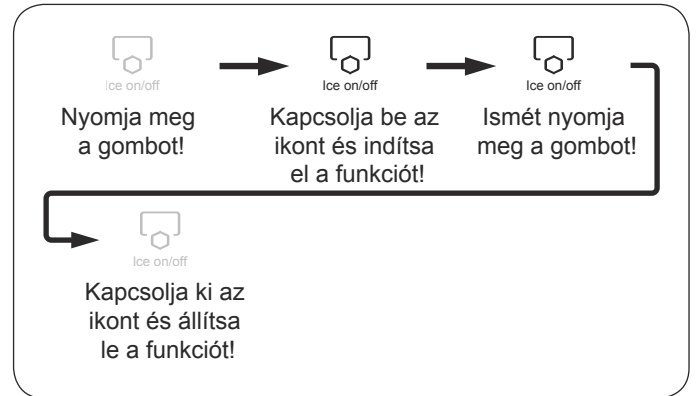 Ice on/off
Nyomja meg
a gombot!
Ice on/off
Kapcsolja be az
ikont és indítsa
el a funkciót!
Ice on/off
Ismét nyomja
meg a gombot!
Ice on/off
Kapcsolja ki az
ikont és állítsa
le a funkciót!